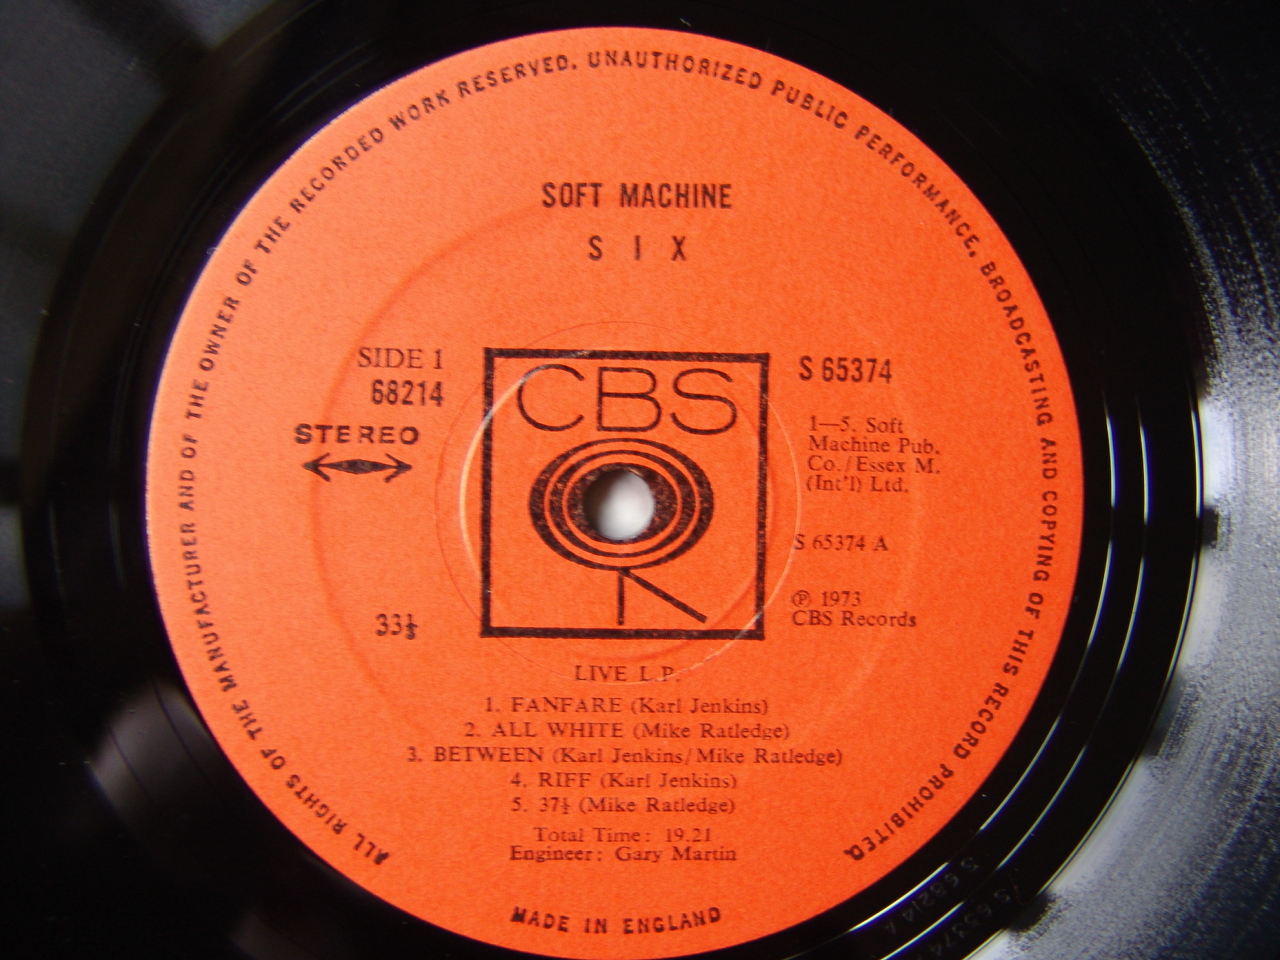 ALL RIGHTS OF THE MANUFACTURER AND OF THE OWNER OF THE RECORDED WORK RESERVED. UNAUTHORIZED PUBLIC PERFORMANCE, BROADCASTING AND COPYING OF THIS RECORD PROHIBITED.
SOFT MACHINE
SIX
SIDE 1
68214
STEREO
33⅓
CBS
S 65374
1—5. Soft
Machine Pub.
Co./Essex M.
(Int'l) Ltd.
S 65374 A
℗ 1973
CBS Records
LIVE L.P.
1. FANFARE (Karl Jenkins)
2. ALL WHITE (Mike Ratledge)
3. BETWEEN (Karl Jenkins/Mike Ratledge)
4. RIFF (Karl Jenkins)
5. 37½ (Mike Ratledge)
Total Time: 19.21
Engineer: Gary Martin
MADE IN ENGLAND
S 68214